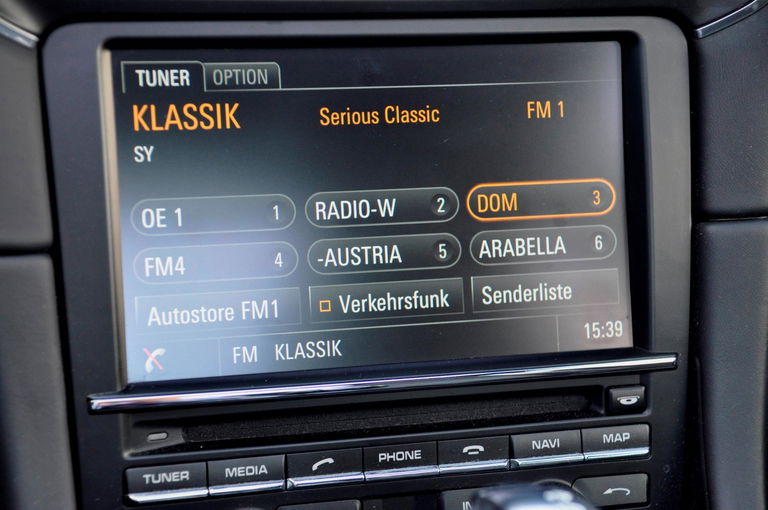 TUNER OPTION
KLASSIK Serious Classic FM 1
SY
OE 1 1 RADIO-W 2 DOM 3
FM4 4 -AUSTRIA 5 ARABELLA 6
Autostore FM1 Verkehrsfunk Senderliste
FM KLASSIK 15:39
TUNER MEDIA PHONE NAVI MAP